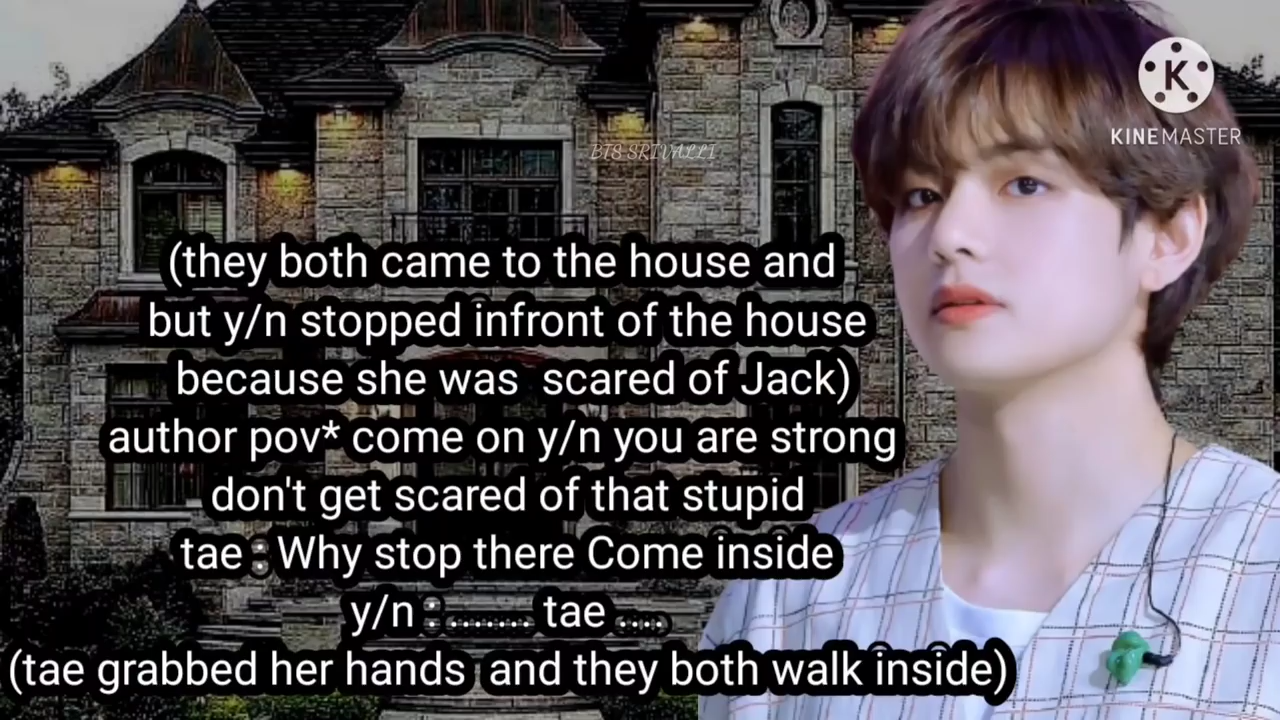 K
KINEMASTER
BTS SRIVALLI
(they both came to the house and
but y/n stopped infront of the house
because she was scared of Jack)
author pov* come on y/n you are strong
don't get scared of that stupid
tae : Why stop there Come inside
y/n : ....... tae ....
(tae grabbed her hands and they both walk inside)